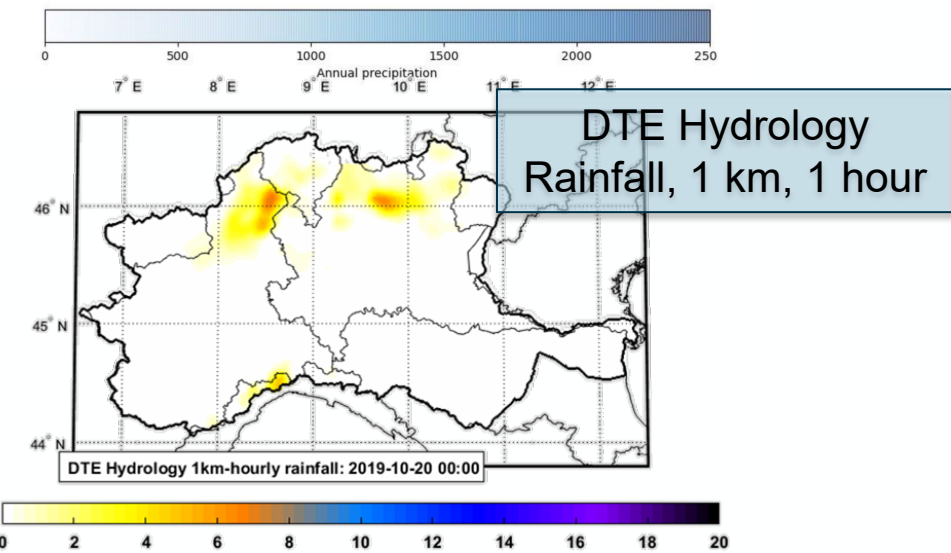 0 500 1000 1500 2000 250
Annual precipitation
7° E 8° E 9° E 10° E 11° E 12° E
DTE Hydrology
Rainfall, 1 km, 1 hour
46° N
45° N
44° N
DTE Hydrology 1km-hourly rainfall: 2019-10-20 00:00
0 2 4 6 8 10 12 14 16 18 20